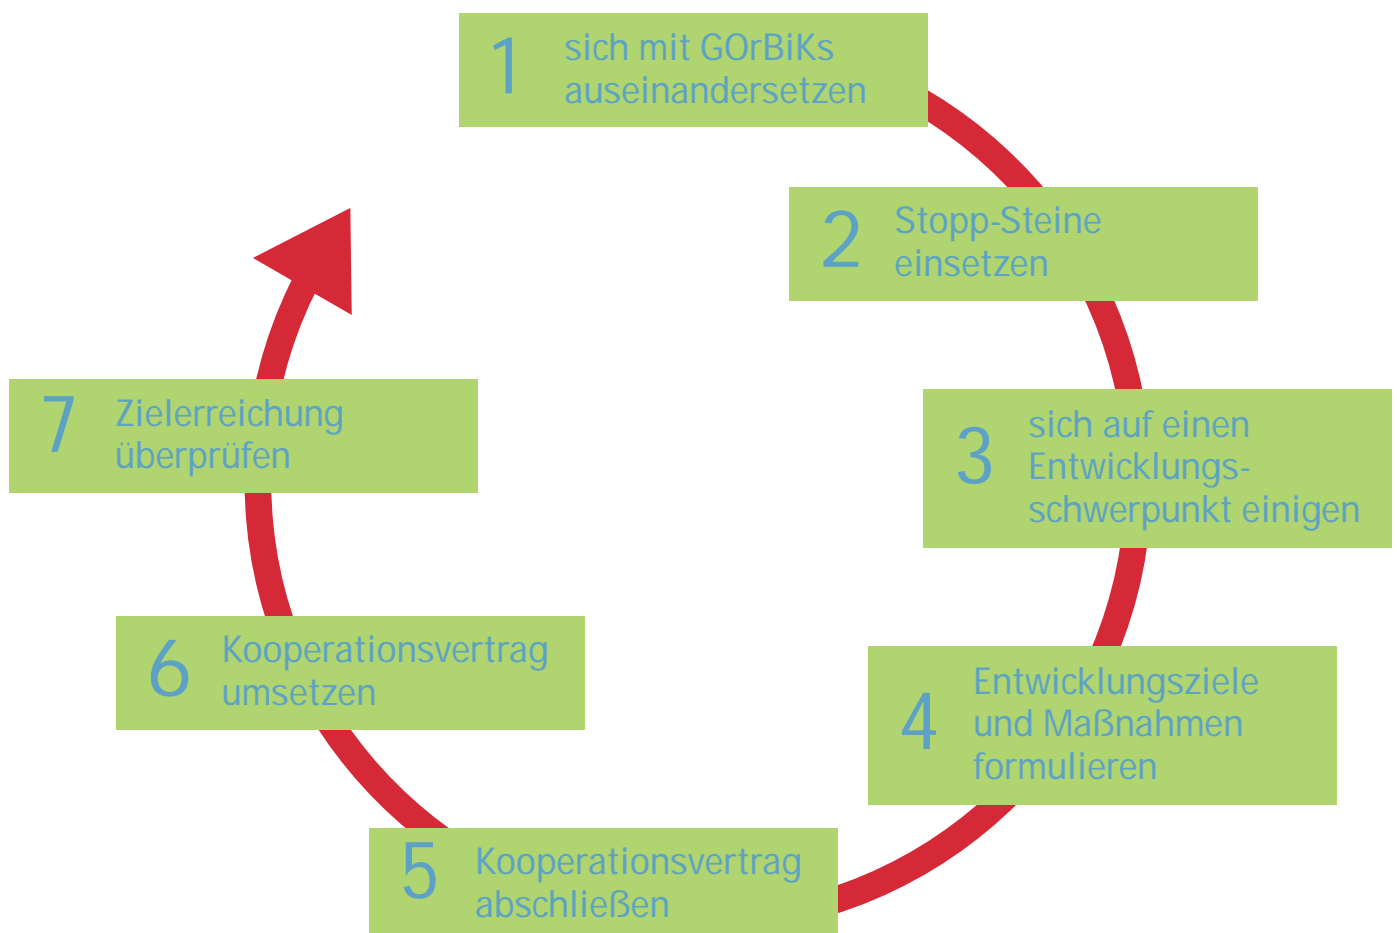 1
sich mit GOrBiKs
auseinandersetzen
2
Stopp-Steine
einsetzen
3
sich auf einen
Entwicklungs-
schwerpunkt einigen
4
Entwicklungsziele
und Maßnahmen
formulieren
5
Kooperationsvertrag
abschließen
6
Kooperationsvertrag
umsetzen
7
Zielerreichung
überprüfen